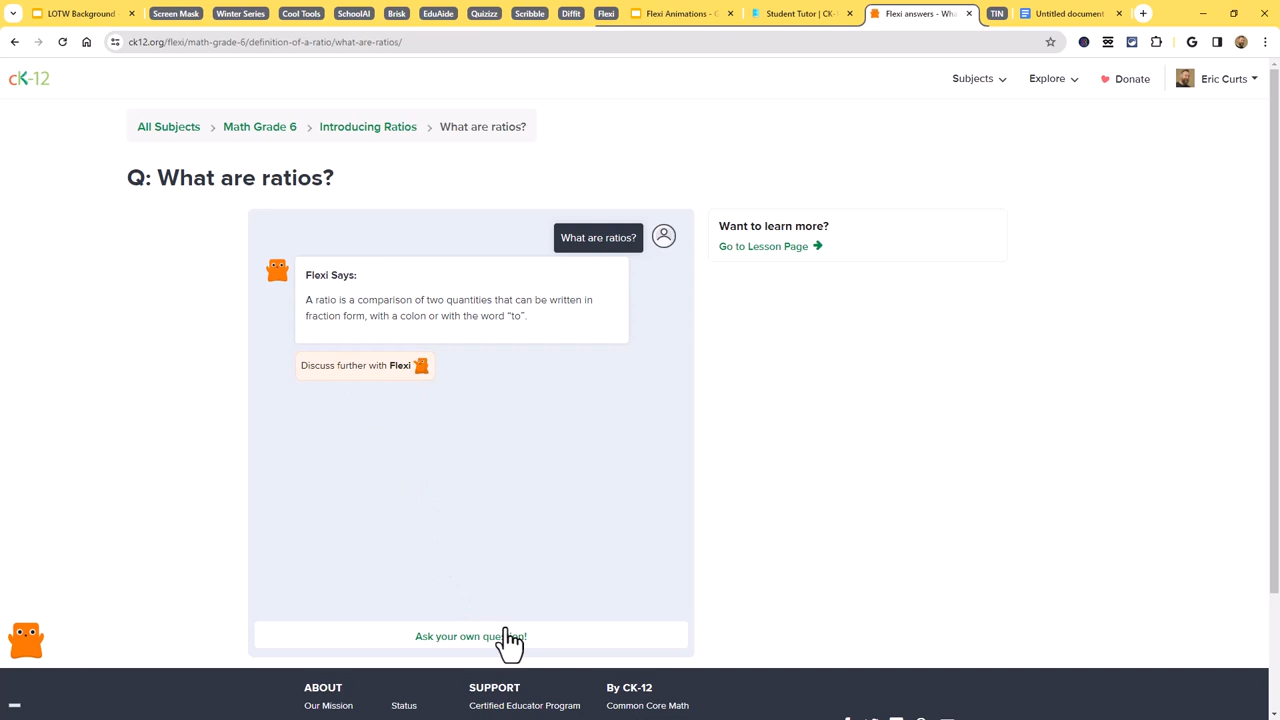 LOTW Background
Screen Mask
Winter Series
Cool Tools
SchoolAI
Brisk
EduAide
Quizizz
Scribble
Diffit
Flexi
Flexi Animations - G
Student Tutor | CK-1
Flexi answers - Wha
TIN
Untitled document
ck12.org/flexi/math-grade-6/definition-of-a-ratio/what-are-ratios/
cK-12
Subjects
Explore
Donate
Eric Curts
All Subjects > Math Grade 6 > Introducing Ratios > What are ratios?
Q: What are ratios?
What are ratios?
Want to learn more?
Go to Lesson Page
Flexi Says:
A ratio is a comparison of two quantities that can be written in
fraction form, with a colon or with the word “to”.
Discuss further with Flexi
Ask your own question!
ABOUT
SUPPORT
By CK-12
Our Mission
Status
Certified Educator Program
Common Core Math